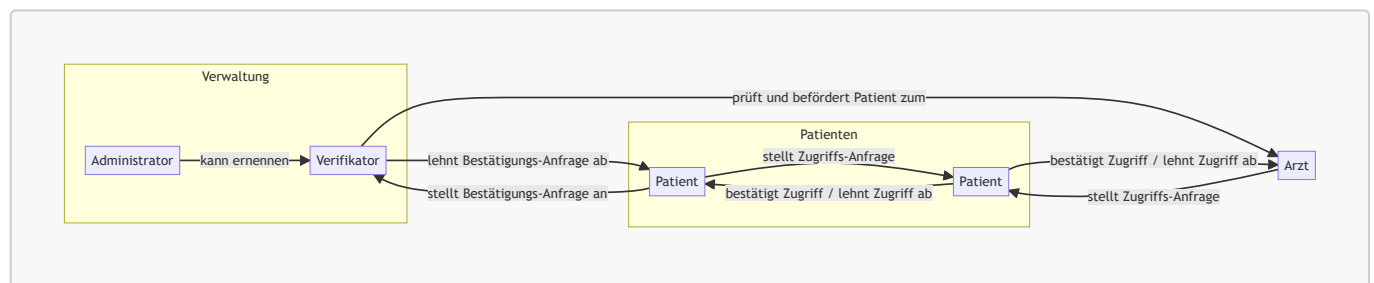 Verwaltung
prüft und befördert Patient zum
Patienten
Administrator
kann ernennen
Verifikator
lehnt Bestätigungs-Anfrage ab
stellt Bestätigungs-Anfrage an
Patient
stellt Zugriffs-Anfrage
bestätigt Zugriff / lehnt Zugriff ab
Patient
bestätigt Zugriff / lehnt Zugriff ab
stellt Zugriffs-Anfrage
Arzt